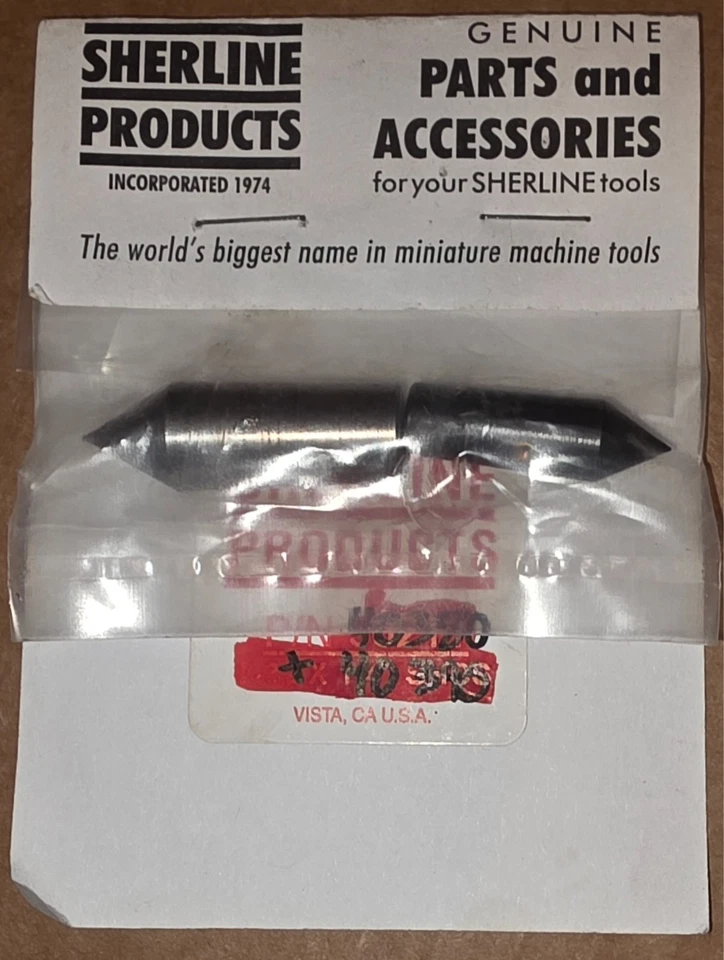 SHERLINE
PRODUCTS
INCORPORATED 1974
GENUINE
PARTS and
ACCESSORIES
for your SHERLINE tools
The world's biggest name in miniature machine tools
PRODUCTS
P/N
+
VISTA, CA U.S.A.